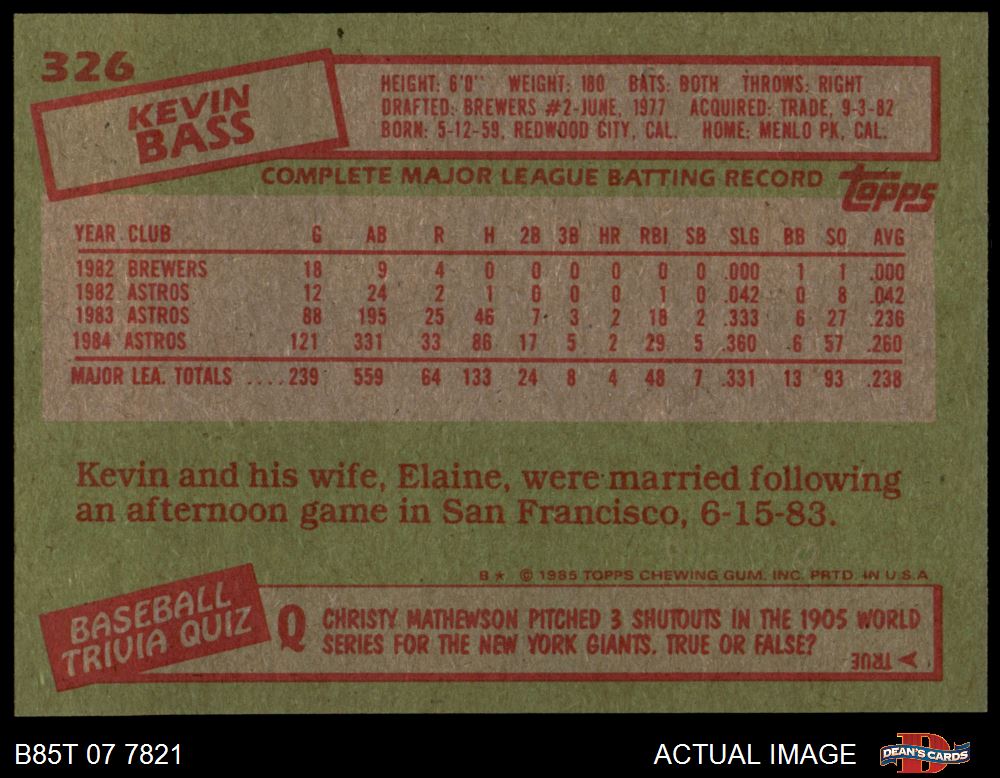 326
KEVIN
BASS
HEIGHT: 6'0" WEIGHT: 180 BATS: BOTH THROWS: RIGHT
DRAFTED: BREWERS #2-JUNE, 1977 ACQUIRED: TRADE, 9-3-82
BORN: 5-12-59, REDWOOD CITY, CAL. HOME: MENLO PK, CAL.
COMPLETE MAJOR LEAGUE BATTING RECORD
topps
YEAR CLUB G AB R H 2B 3B HR RBI SB SLG BB SO AVG
1982 BREWERS 18 9 4 0 0 0 0 0 0 .000 1 1 .000
1982 ASTROS 12 24 2 1 0 0 0 1 0 .042 0 8 .042
1983 ASTROS 88 195 25 46 7 3 2 18 2 .333 6 27 .236
1984 ASTROS 121 331 33 86 17 5 2 29 5 .360 6 57 .260
MAJOR LEA. TOTALS ....239 559 64 133 24 8 4 48 7 .331 13 93 .238
Kevin and his wife, Elaine, were married following
an afternoon game in San Francisco, 6-15-83.
B* © 1985 TOPPS CHEWING GUM, INC. PRTD. IN U.S.A
BASEBALL
TRIVIA QUIZ
Q CHRISTY MATHEWSON PITCHED 3 SHUTOUTS IN THE 1905 WORLD
SERIES FOR THE NEW YORK GIANTS. TRUE OR FALSE?
A TRUE
B85T 07 7821
ACTUAL IMAGE
D
DEAN'S CARDS